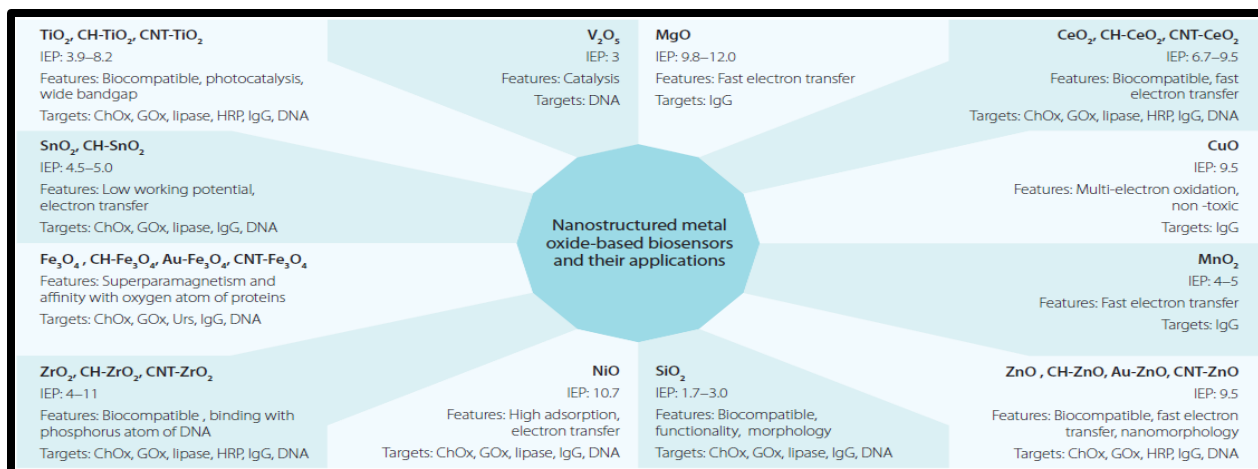 TiO₂, CH-TiO₂, CNT-TiO₂
IEP: 3.9–8.2
Features: Biocompatible, photocatalysis,
wide bandgap
Targets: ChOx, GOx, lipase, HRP, IgG, DNA
V₂O₅
IEP: 3
Features: Catalysis
Targets: DNA
MgO
IEP: 9.8–12.0
Features: Fast electron transfer
Targets: IgG
CeO₂, CH-CeO₂, CNT-CeO₂
IEP: 6.7–9.5
Features: Biocompatible, fast
electron transfer
Targets: ChOx, GOx, lipase, HRP, IgG, DNA
SnO₂, CH-SnO₂
IEP: 4.5–5.0
Features: Low working potential,
electron transfer
Targets: ChOx, GOx, lipase, IgG, DNA
CuO
IEP: 9.5
Features: Multi-electron oxidation,
non -toxic
Targets: IgG
Nanostructured metal
oxide-based biosensors
and their applications
Fe₃O₄ , CH-Fe₃O₄, Au-Fe₃O₄, CNT-Fe₃O₄
Features: Superparamagnetism and
affinity with oxygen atom of proteins
Targets: ChOx, GOx, Urs, IgG, DNA
MnO₂
IEP: 4–5
Features: Fast electron transfer
Targets: IgG
ZrO₂, CH-ZrO₂, CNT-ZrO₂
IEP: 4–11
Features: Biocompatible , binding with
phosphorus atom of DNA
Targets: ChOx, GOx, lipase, HRP, IgG, DNA
NiO
IEP: 10.7
Features: High adsorption,
electron transfer
Targets: ChOx, GOx, lipase, IgG, DNA
SiO₂
IEP: 1.7–3.0
Features: Biocompatible,
functionality, morphology
Targets: ChOx, GOx, lipase, IgG, DNA
ZnO , CH-ZnO, Au-ZnO, CNT-ZnO
IEP: 9.5
Features: Biocompatible, fast electron
transfer, nanomorphology
Targets: ChOx, GOx, HRP, IgG, DNA